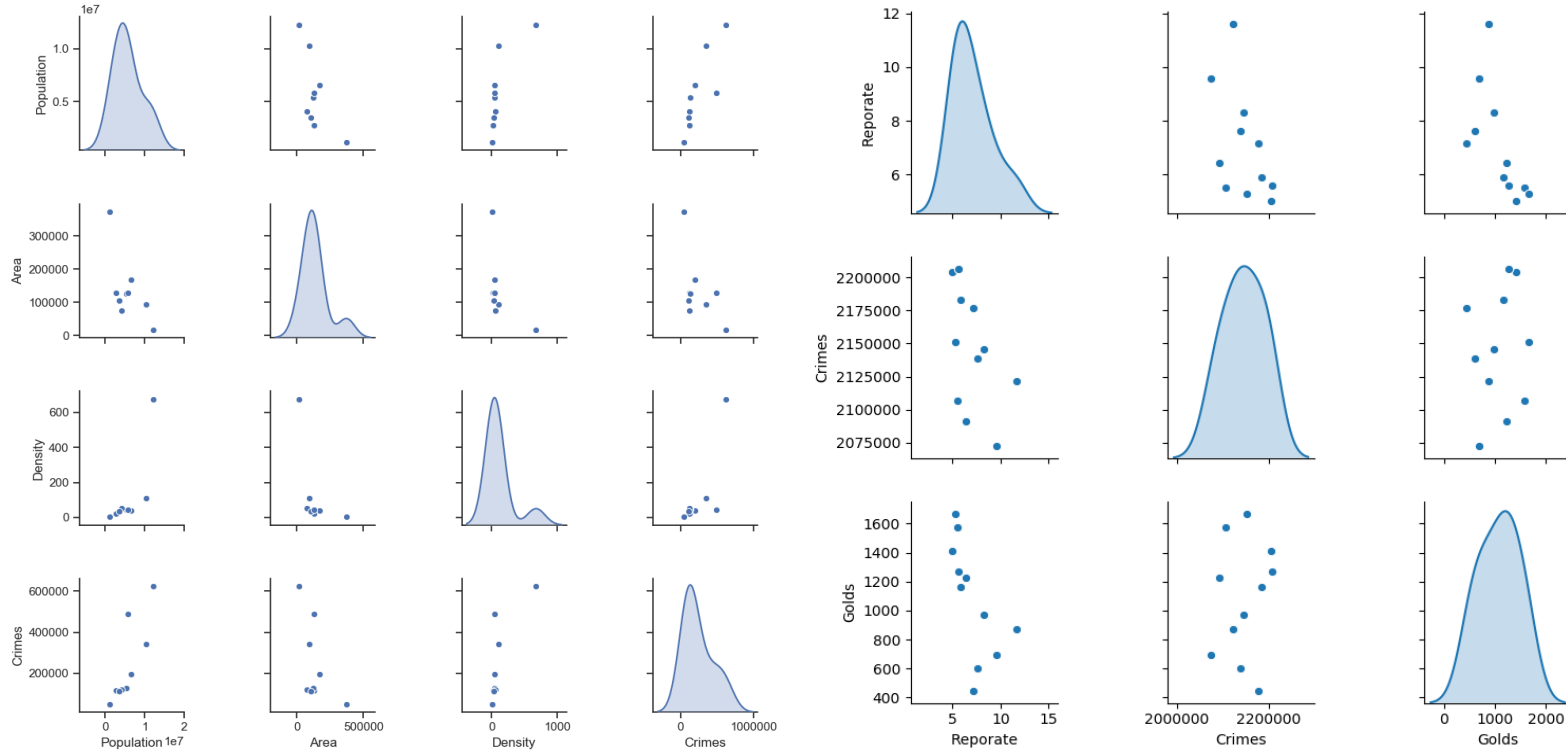 1e7
1.0
0.5
Population
300000
200000
100000
0
Area
600
400
200
0
Density
600000
400000
200000
Crimes
0 1 2
Population 1e7
0 500000
Area
0 1000
Density
0 1000000
Crimes
12
10
8
6
Reporate
2200000
2175000
2150000
2125000
2100000
2075000
Crimes
1600
1400
1200
1000
800
600
400
Golds
5 10 15
Reporate
2000000 2200000
Crimes
0 1000 2000
Golds